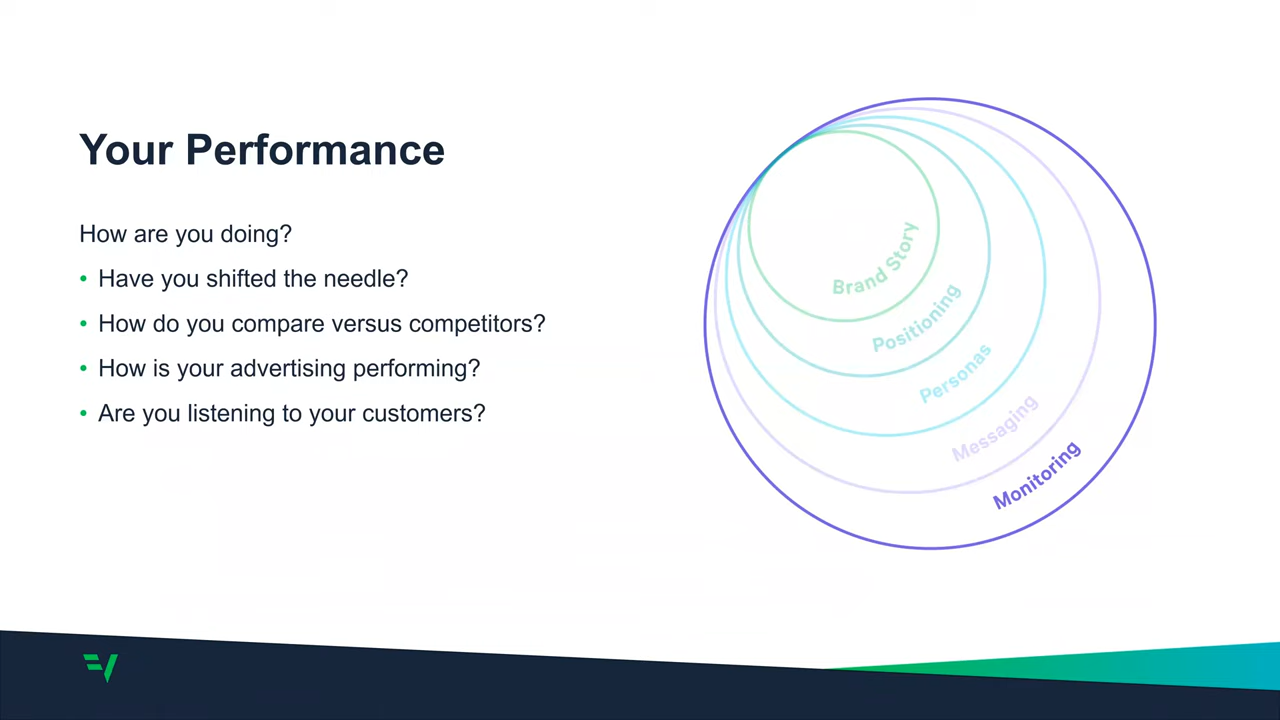 Your Performance
How are you doing?
• Have you shifted the needle?
• How do you compare versus competitors?
• How is your advertising performing?
• Are you listening to your customers?
Brand Story
Positioning
Personas
Messaging
Monitoring